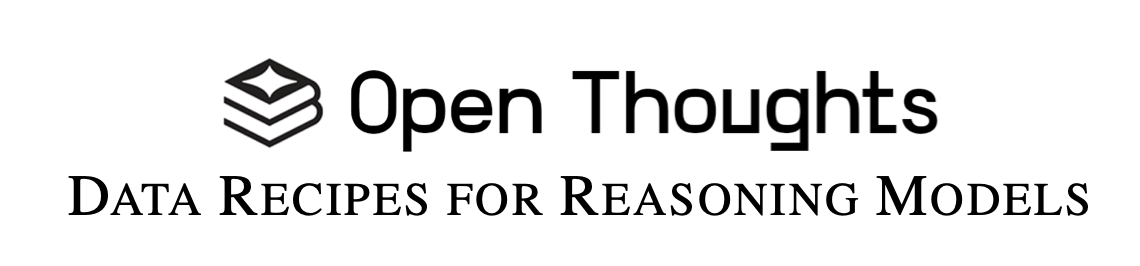 Open Thoughts
DATA RECIPES FOR REASONING MODELS